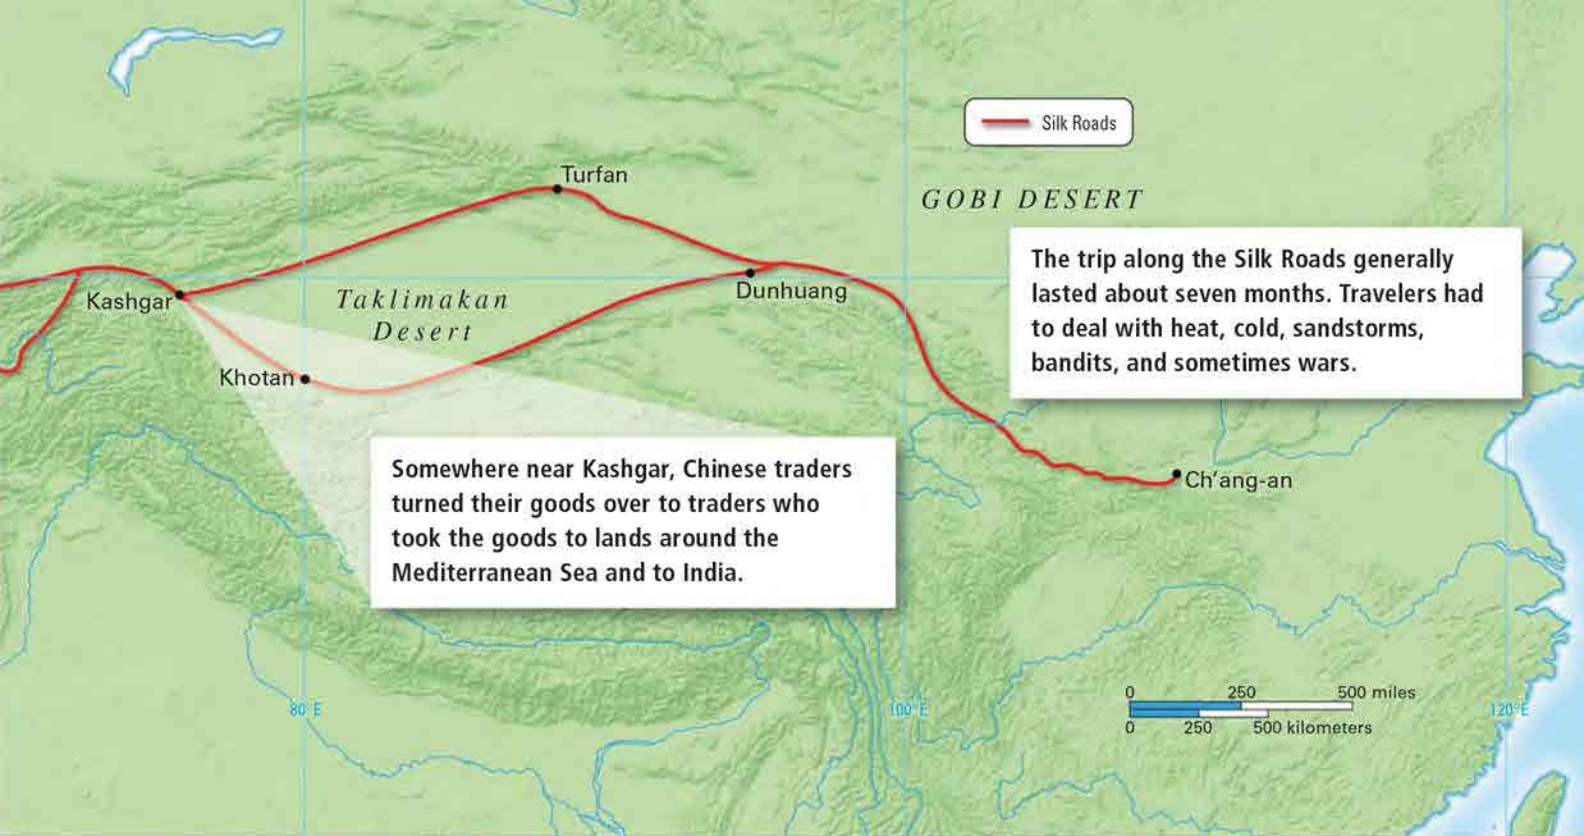 Silk Roads
Turfan
GOBI DESERT
The trip along the Silk Roads generally
lasted about seven months. Travelers had
to deal with heat, cold, sandstorms,
bandits, and sometimes wars.
Kashgar
Taklimakan
Desert
Dunhuang
Khotan
Somewhere near Kashgar, Chinese traders
turned their goods over to traders who
took the goods to lands around the
Mediterranean Sea and to India.
Ch'ang-an
0 250 500 miles
0 250 500 kilometers
80°E
100°E
120°E